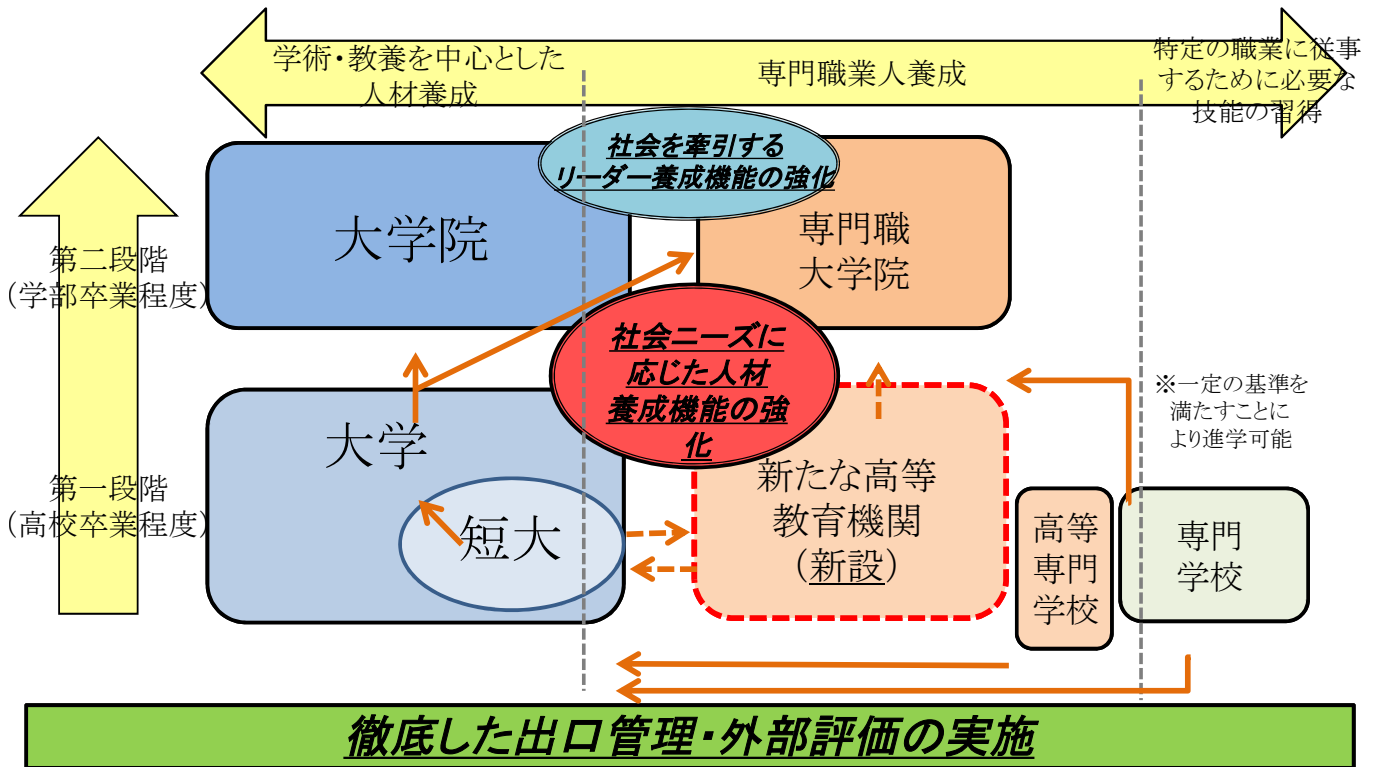 学術・教養を中心とした
人材養成
専門職業人養成
特定の職業に従事
するために必要な
技能の習得
社会を牽引する
リーダー養成機能の強化
大学院
専門職
大学院
第二段階
(学部卒業程度)
社会ニーズに
応じた人材
養成機能の強
化
※一定の基準を
満たすことに
より進学可能
大学
新たな高等
教育機関
(新設)
第一段階
(高校卒業程度)
短大
高等
専門
学校
専門
学校
徹底した出口管理・外部評価の実施